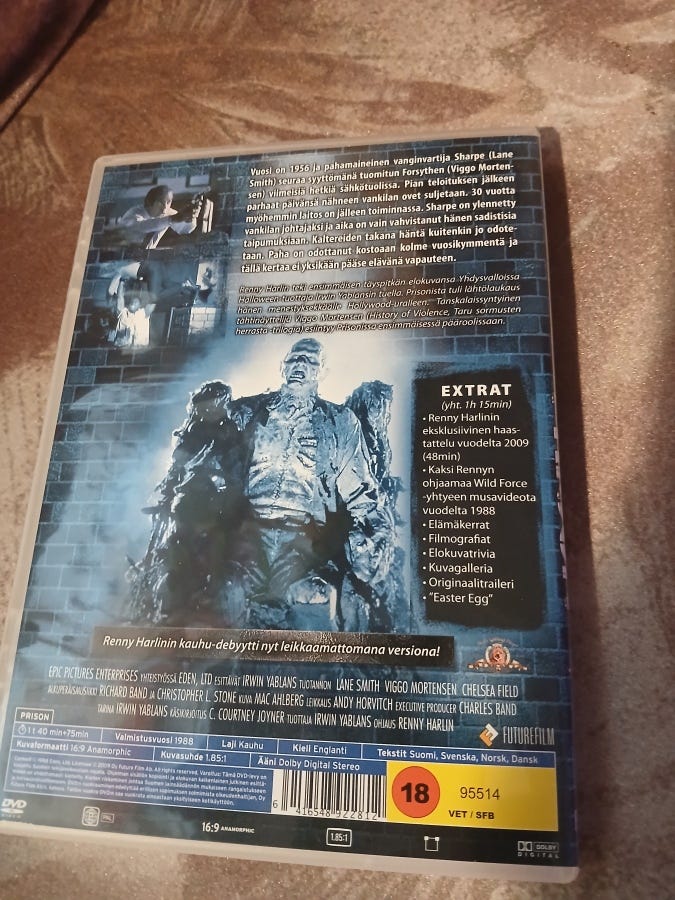 Vuosi on 1956 ja pahamaineinen vanginvartija Sharpe (Lane
Smith) seuraa syyttömänä tuomitun Forsythen (Viggo Morten-
sen) viimeisiä hetkiä sähkötuolissa. Pian teloituksen jälkeen
parhaat päivänsä nähneen vankilan ovet suljetaan. 30 vuotta
myöhemmin laitos on jälleen toiminnassa. Sharpe on ylennetty
vankilan johtajaksi ja aika on vain vahvistanut hänen sadistisia
taipumuksiaan. Kaltereiden takana häntä kuitenkin jo odote-
taan. Paha on odottanut kostoaan kolme vuosikymmentä ja
tällä kertaa ei yksikään pääse elävänä vapauteen.
Renny Harlin teki ensimmäisen täyspitkän elokuvansa Yhdysvalloissa
Halloween-tuottaja Irwin Yablansin tuella. Prisonista tuli lähtölaukaus
hänen menestyksekkäälle Hollywood-uralleen. Tanskalaissyntyinen
tähtinäyttelijä Viggo Mortensen (History of Violence, Taru sormusten
herrasta -trilogia) esiintyy Prisonissa ensimmäisessä pääroolissaan.
EXTRAT
(yht. 1h 15min)
• Renny Harlinin
eksklusiivinen haas-
tattelu vuodelta 2009
(48min)
• Kaksi Rennyn
ohjaamaa Wild Force
-yhtyeen musavideota
vuodelta 1988
• Elämäkerrat
• Filmografiat
• Elokuvatrivia
• Kuvagalleria
• Originaalitraileri
• "Easter Egg"
Renny Harlinin kauhu-debyytti nyt leikkaamattomana versiona!
EPIC PICTURES ENTERPRISES YHTEISTYÖSSÄ EDEN, LTD ESITTÄVÄT IRWIN YABLANS TUOTANNON LANE SMITH VIGGO MORTENSEN CHELSEA FIELD
ALKUPERÄISMUSIIKKI RICHARD BAND JA CHRISTOPHER L. STONE KUVA MAC AHLBERG LEIKKAUS ANDY HORVITCH EXECUTIVE PRODUCER CHARLES BAND
TARINA IRWIN YABLANS KÄSIKIRJOITUS C. COURTNEY JOYNER TUOTTAJA IRWIN YABLANS OHJAUS RENNY HARLIN
FUTUREFILM
PRISON
1t 40 min+75min Valmistusvuosi 1988 Laji Kauhu Kieli Englanti Tekstit Suomi, Svenska, Norsk, Dansk
Kuvaformaatti 16:9 Anamorphic Kuvasuhde 1.85:1 Ääni Dolby Digital Stereo
6 416548 922812
18
95514
VET / SFB
DVD
VIDEO
PAL
16:9 ANAMORPHIC
1.85:1
DOLBY
DIGITAL